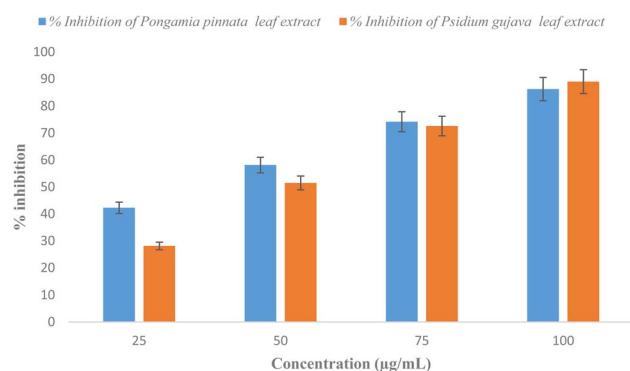 % Inhibition of Pongamia pinnata leaf extract % Inhibition of Psidium gujava leaf extract
100
90
80
70
60
50
40
30
20
10
0
% inhibition
25 50 75 100
Concentration (µg/mL)